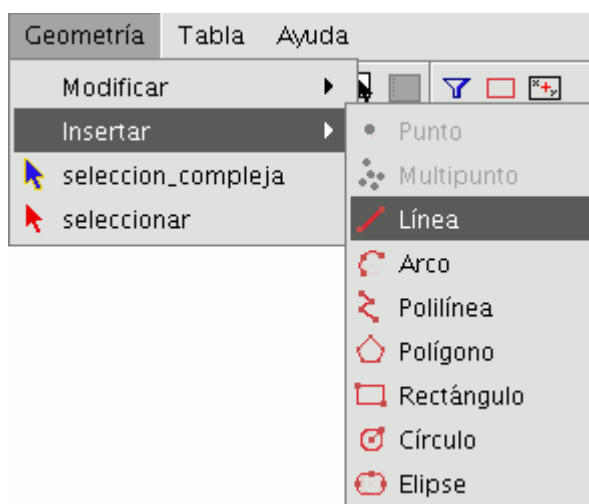 Geometría Tabla Ayuda
Modificar
Insertar
seleccion_compleja
seleccionar
Punto
Multipunto
Línea
Arco
Polilínea
Polígono
Rectángulo
Círculo
Elipse